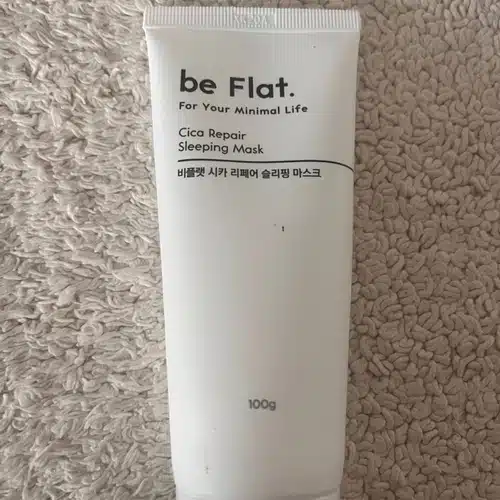 be Flat.
For Your Minimal Life
Cica Repair
Sleeping Mask
비플랫 시카 리페어 슬리핑 마스크
100g